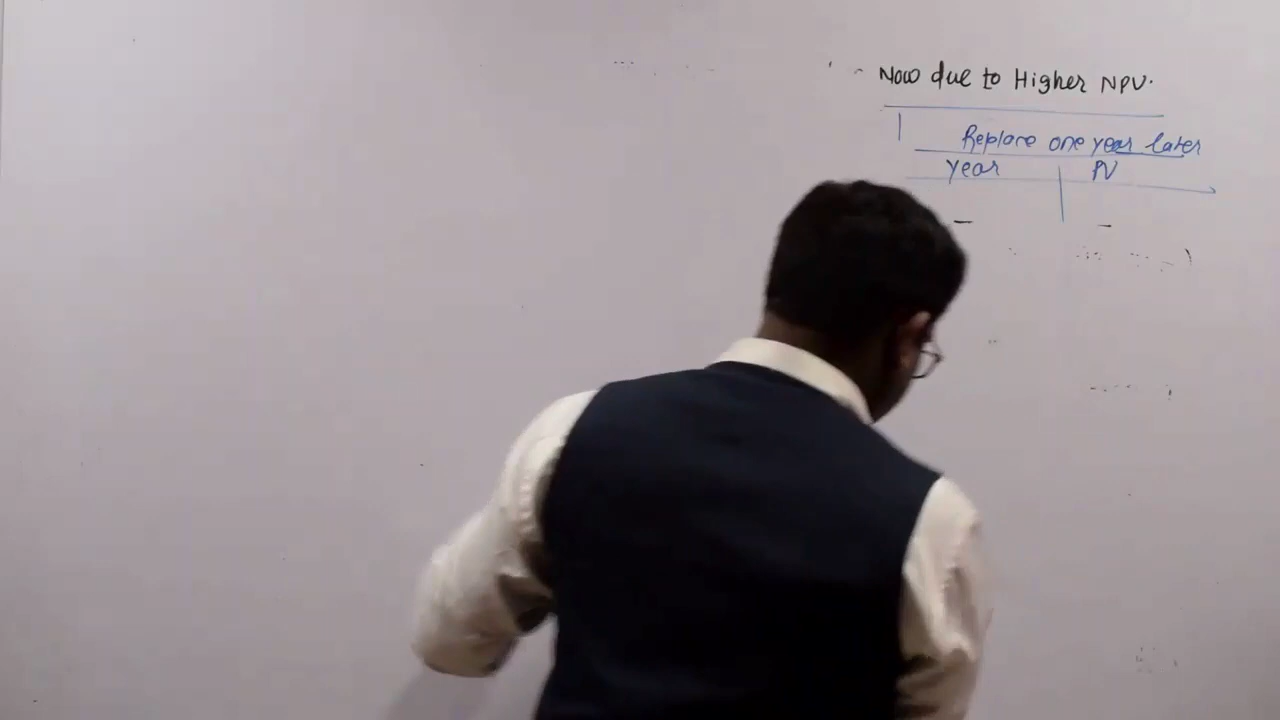 Now due to Higher NPV.
Replace one year later
year PV
- -